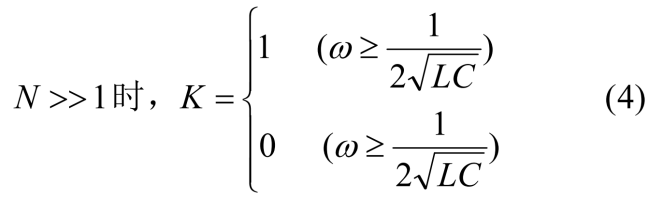 N >> 1时，K = { 1 (ω ≥ 1/(2√LC)) (4)
0 (ω ≥ 1/(2√LC))